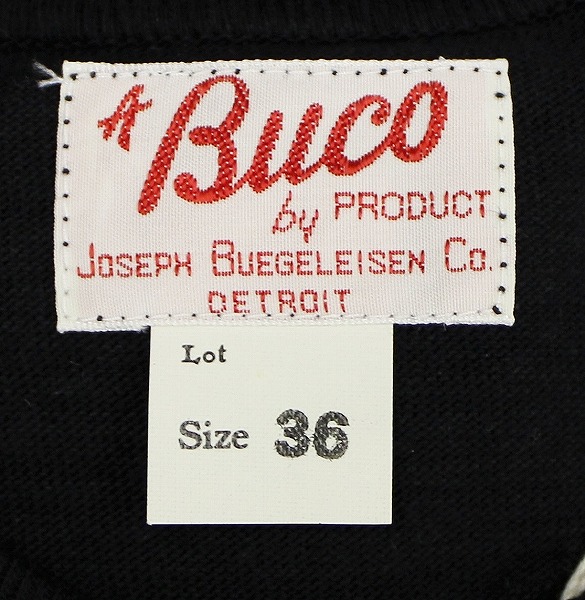 A Buco
by PRODUCT
JOSEPH BUEGELEISEN CO.
DETROIT
Lot
Size 36